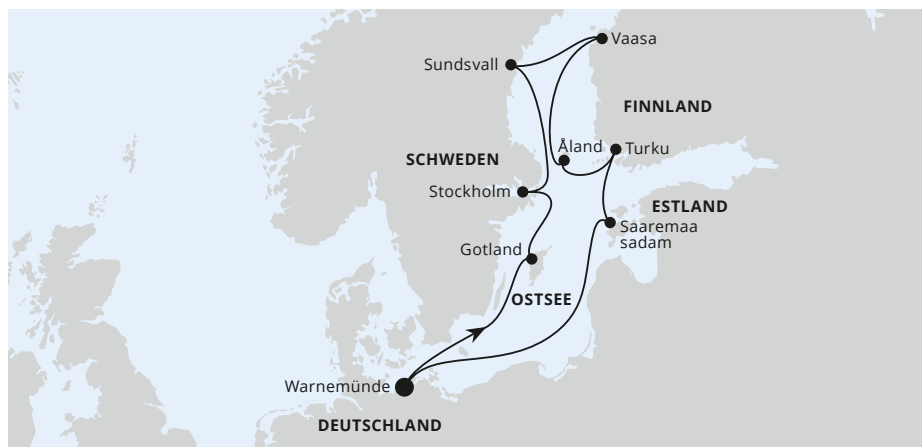 Vaasa
Sundsvall
FINNLAND
Åland
Turku
SCHWEDEN
Stockholm
ESTLAND
Saaremaa
sadam
Gotland
OSTSEE
Warnemünde
DEUTSCHLAND